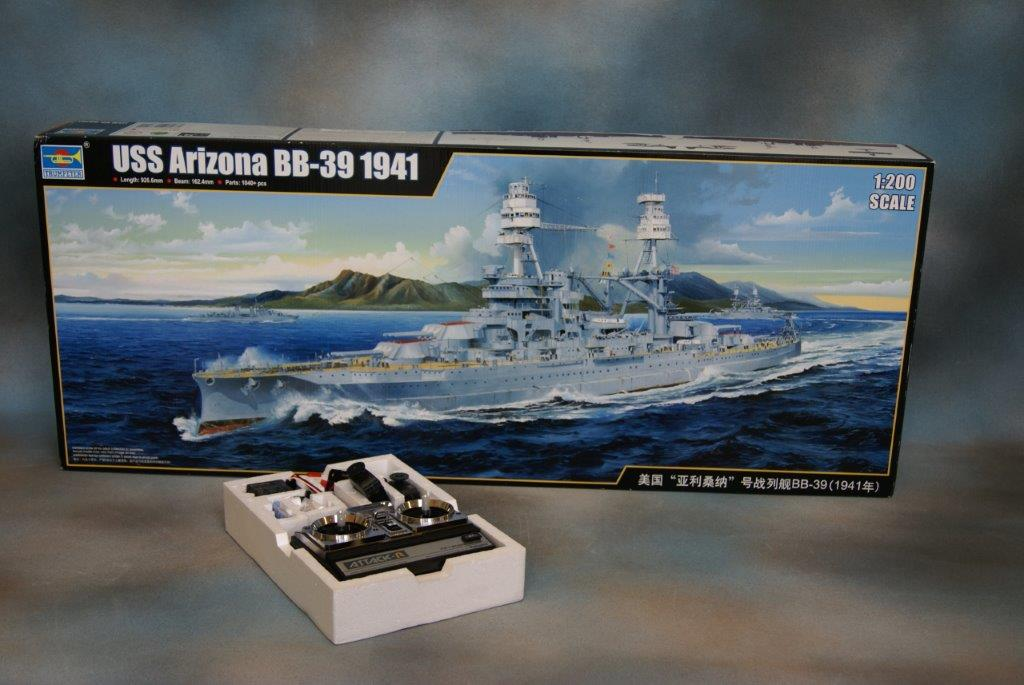 TRUMPETER
®
USS Arizona BB-39 1941
Length: 936.6mm Beam: 162.4mm Parts: 1040+ pcs
1:200
SCALE
美国“亚利桑纳”号战列舰BB-39(1941年)
ATTACK-R